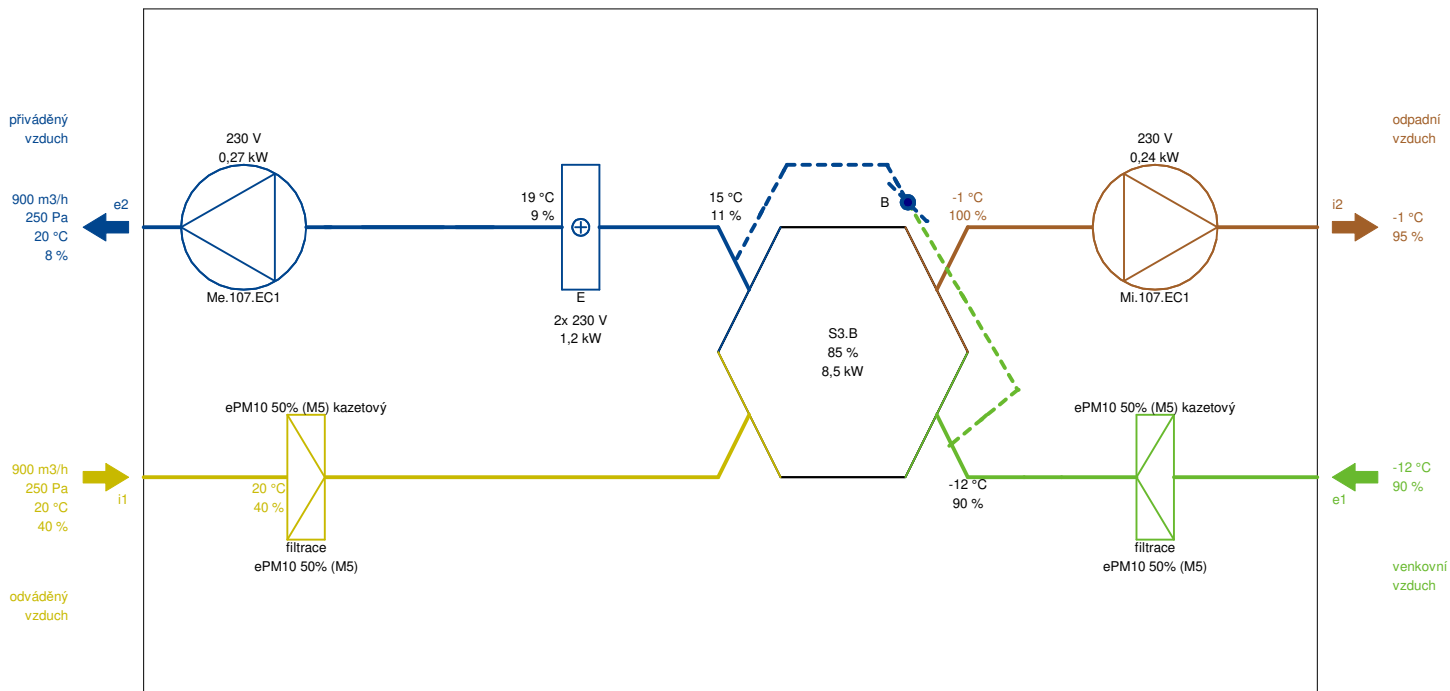 přiváděný
vzduch
900 m3/h
250 Pa
20 °C
8 %
e2
230 V
0,27 kW
Me.107.EC1
19 °C
9 %
E
2x 230 V
1,2 kW
15 °C
11 %
B
-1 °C
100 %
230 V
0,24 kW
Mi.107.EC1
odpadní
vzduch
i2
-1 °C
95 %
S3.B
85 %
8,5 kW
900 m3/h
250 Pa
20 °C
40 %
i1
ePM10 50% (M5) kazetový
20 °C
40 %
filtrace
ePM10 50% (M5)
odváděný
vzduch
-12 °C
90 %
ePM10 50% (M5) kazetový
filtrace
ePM10 50% (M5)
-12 °C
90 %
e1
venkovní
vzduch